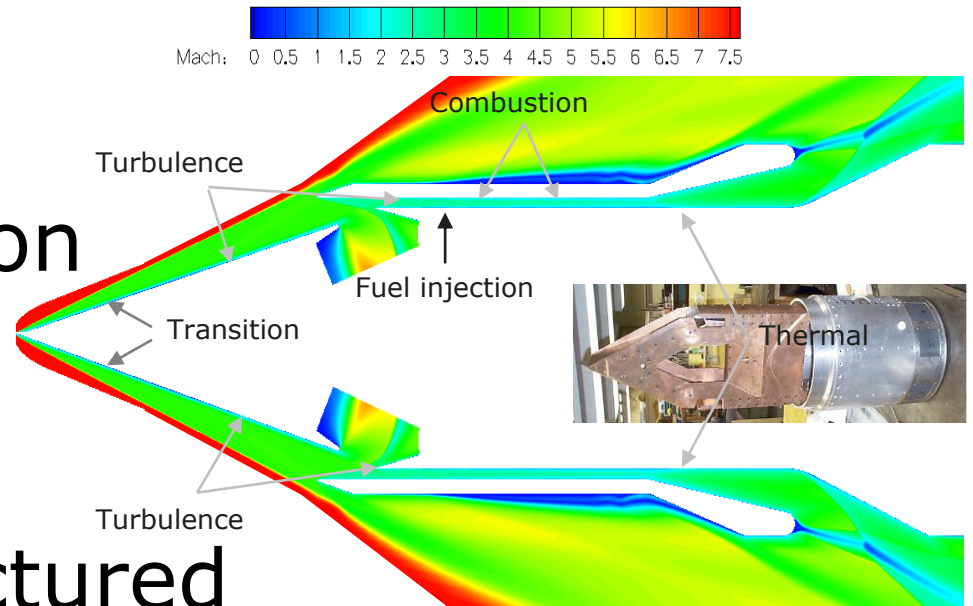 Mach: 0 0.5 1 1.5 2 2.5 3 3.5 4 4.5 5 5.5 6 6.5 7 7.5
Combustion
Turbulence
on
Fuel injection
Transition
Thermal
Turbulence
ctured